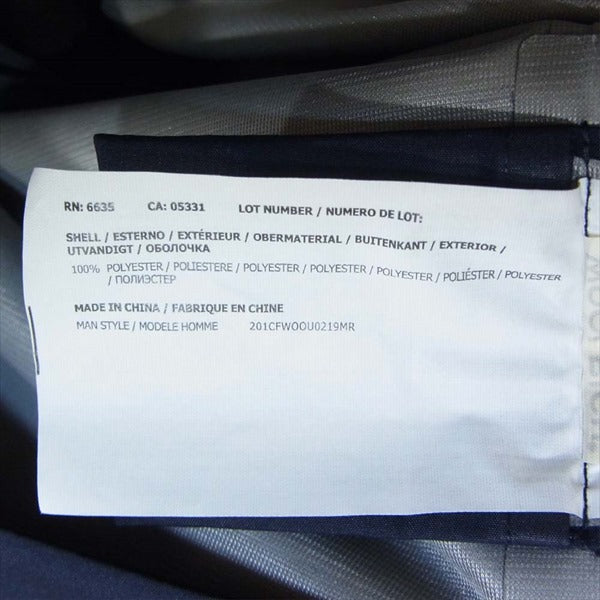 RN: 6635 CA: 05331 LOT NUMBER / NUMERO DE LOT:
SHELL / ESTERNO / EXTÉRIEUR / OBERMATERIAL / BUITENKANT / EXTERIOR /
UTVANDIGT / ОБОЛОЧКА
100% POLYESTER / POLIESTERE / POLYESTER / POLYESTER / POLYESTER / POLIÉSTER / POLYESTER
/ ПОЛИЭСТЕР
MADE IN CHINA / FABRIQUE EN CHINE
MAN STYLE / MODELE HOMME 201CFWOOU0219MR